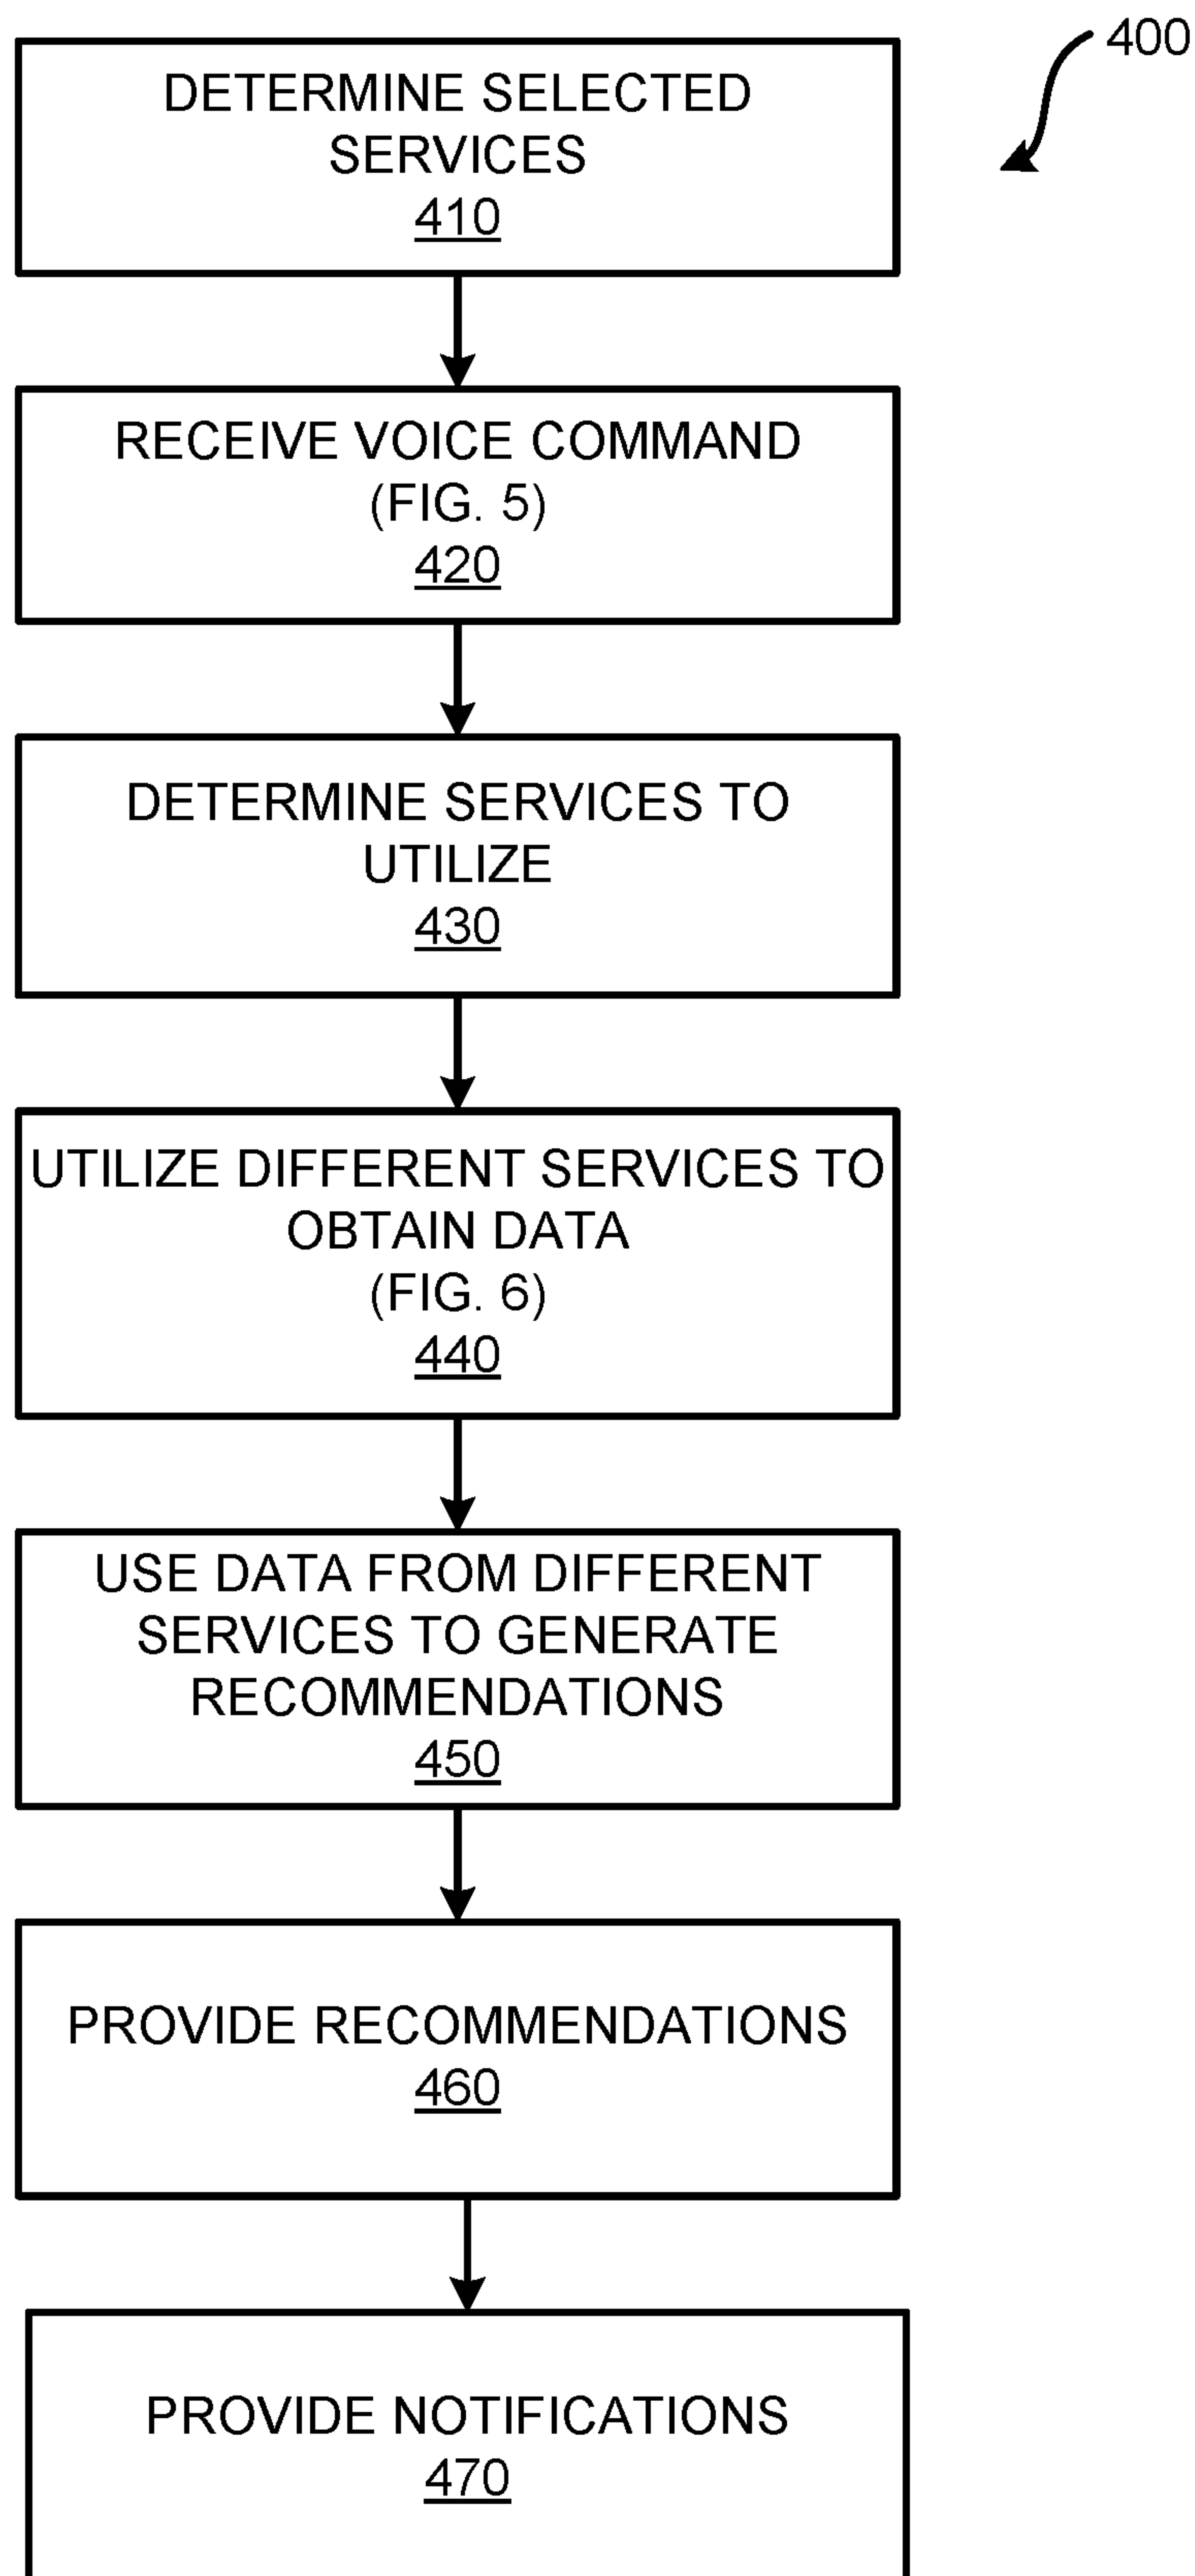 400
DETERMINE SELECTED
SERVICES
410
RECEIVE VOICE COMMAND
(FIG. 5)
420
DETERMINE SERVICES TO
UTILIZE
430
UTILIZE DIFFERENT SERVICES TO
OBTAIN DATA
(FIG. 6)
440
USE DATA FROM DIFFERENT
SERVICES TO GENERATE
RECOMMENDATIONS
450
PROVIDE RECOMMENDATIONS
460
PROVIDE NOTIFICATIONS
470